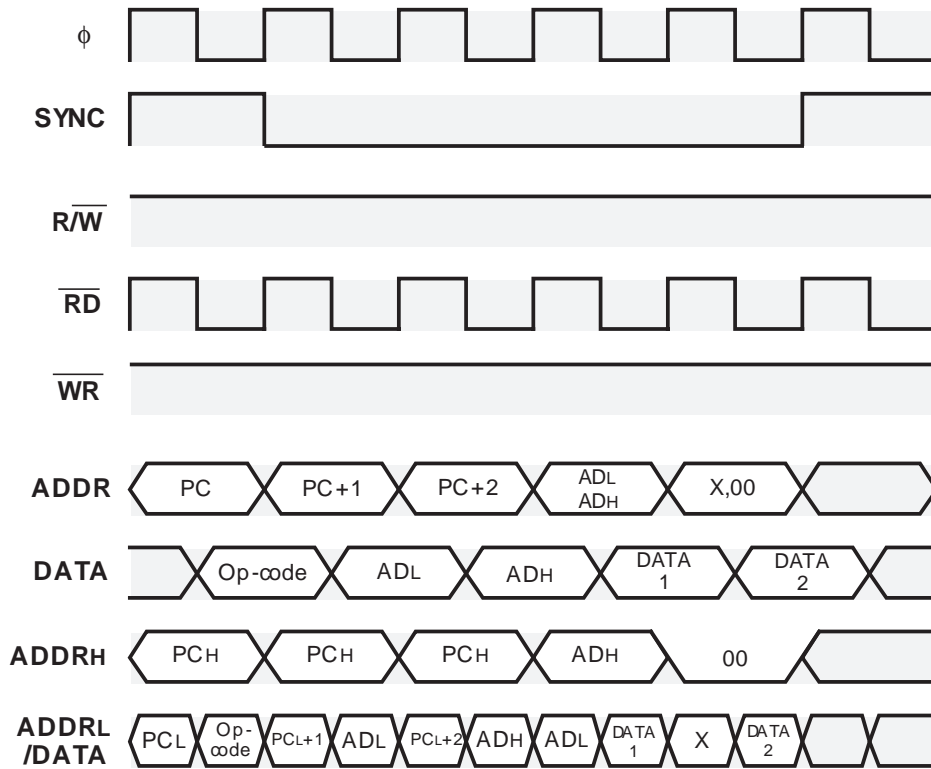 ϕ
SYNC
R/W̅
R̅D̅
W̅R̅
ADDR PC PC+1 PC+2 ADL ADH X,00
DATA Op-code ADL ADH DATA 1 DATA 2
ADDRH PCH PCH PCH ADH 00
ADDRL /DATA PCL Op-code PCL+1 ADL PCL+2 ADH ADL DATA 1 X DATA 2